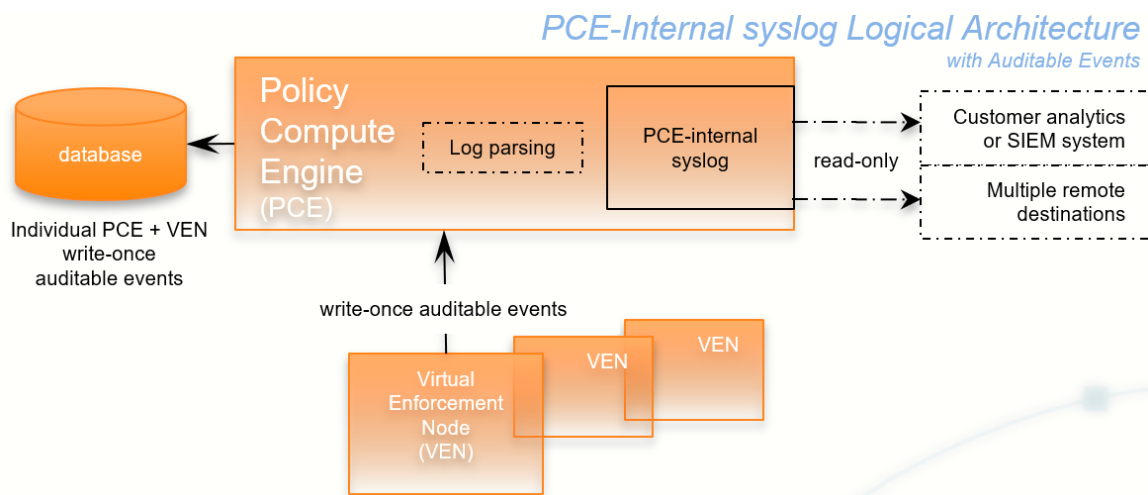 PCE-Internal syslog Logical Architecture
with Auditable Events
Policy
Compute
Engine
(PCE)
Log parsing
PCE-internal
syslog
read-only
Customer analytics
or SIEM system
Multiple remote
destinations
database
Individual PCE + VEN
write-once
auditable events
write-once auditable events
Virtual
Enforcement
Node
(VEN)
VEN
VEN